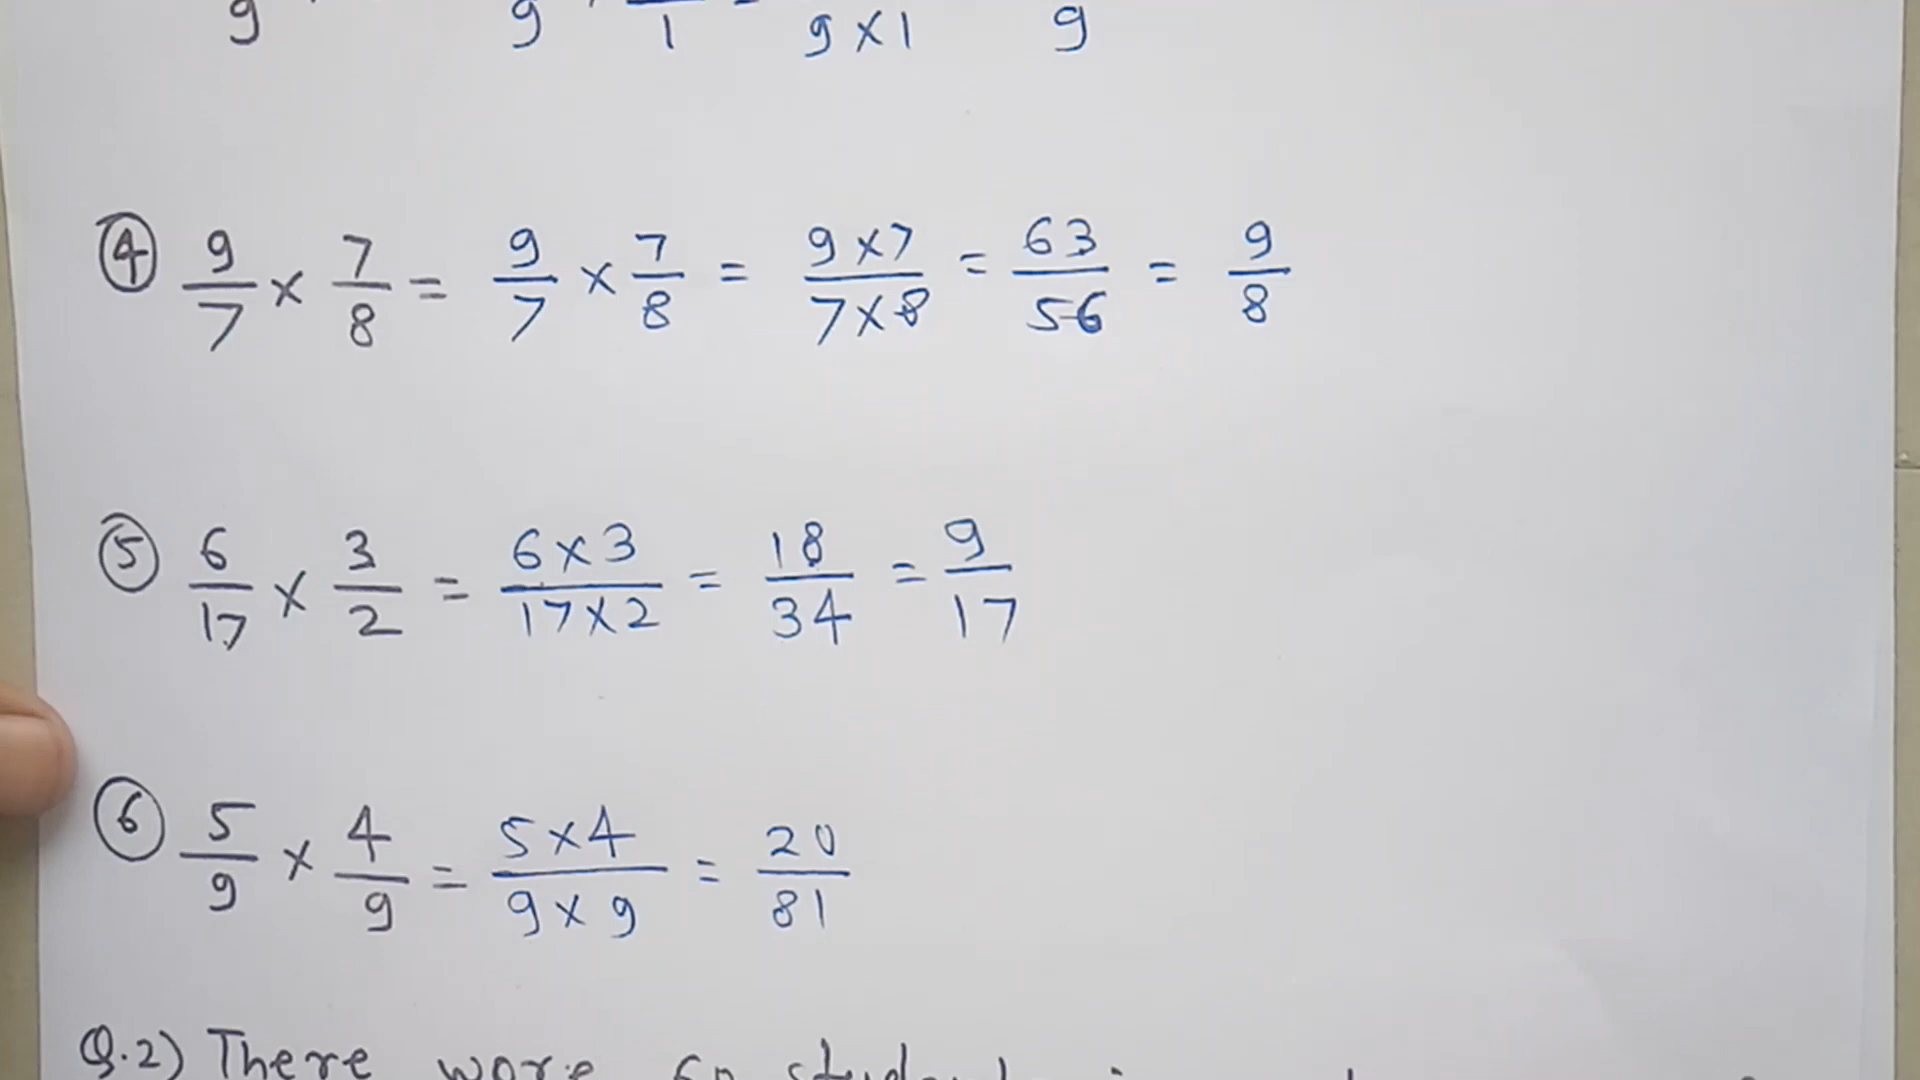 9 9 1 9 × 1 9
④ 9/7 × 7/8 = 9/7 × 7/8 = 9×7/7×8 = 63/56 = 9/8
⑤ 6/17 × 3/2 = 6×3/17×2 = 18/34 = 9/17
⑥ 5/9 × 4/9 = 5×4/9×9 = 20/81
Q.2) There